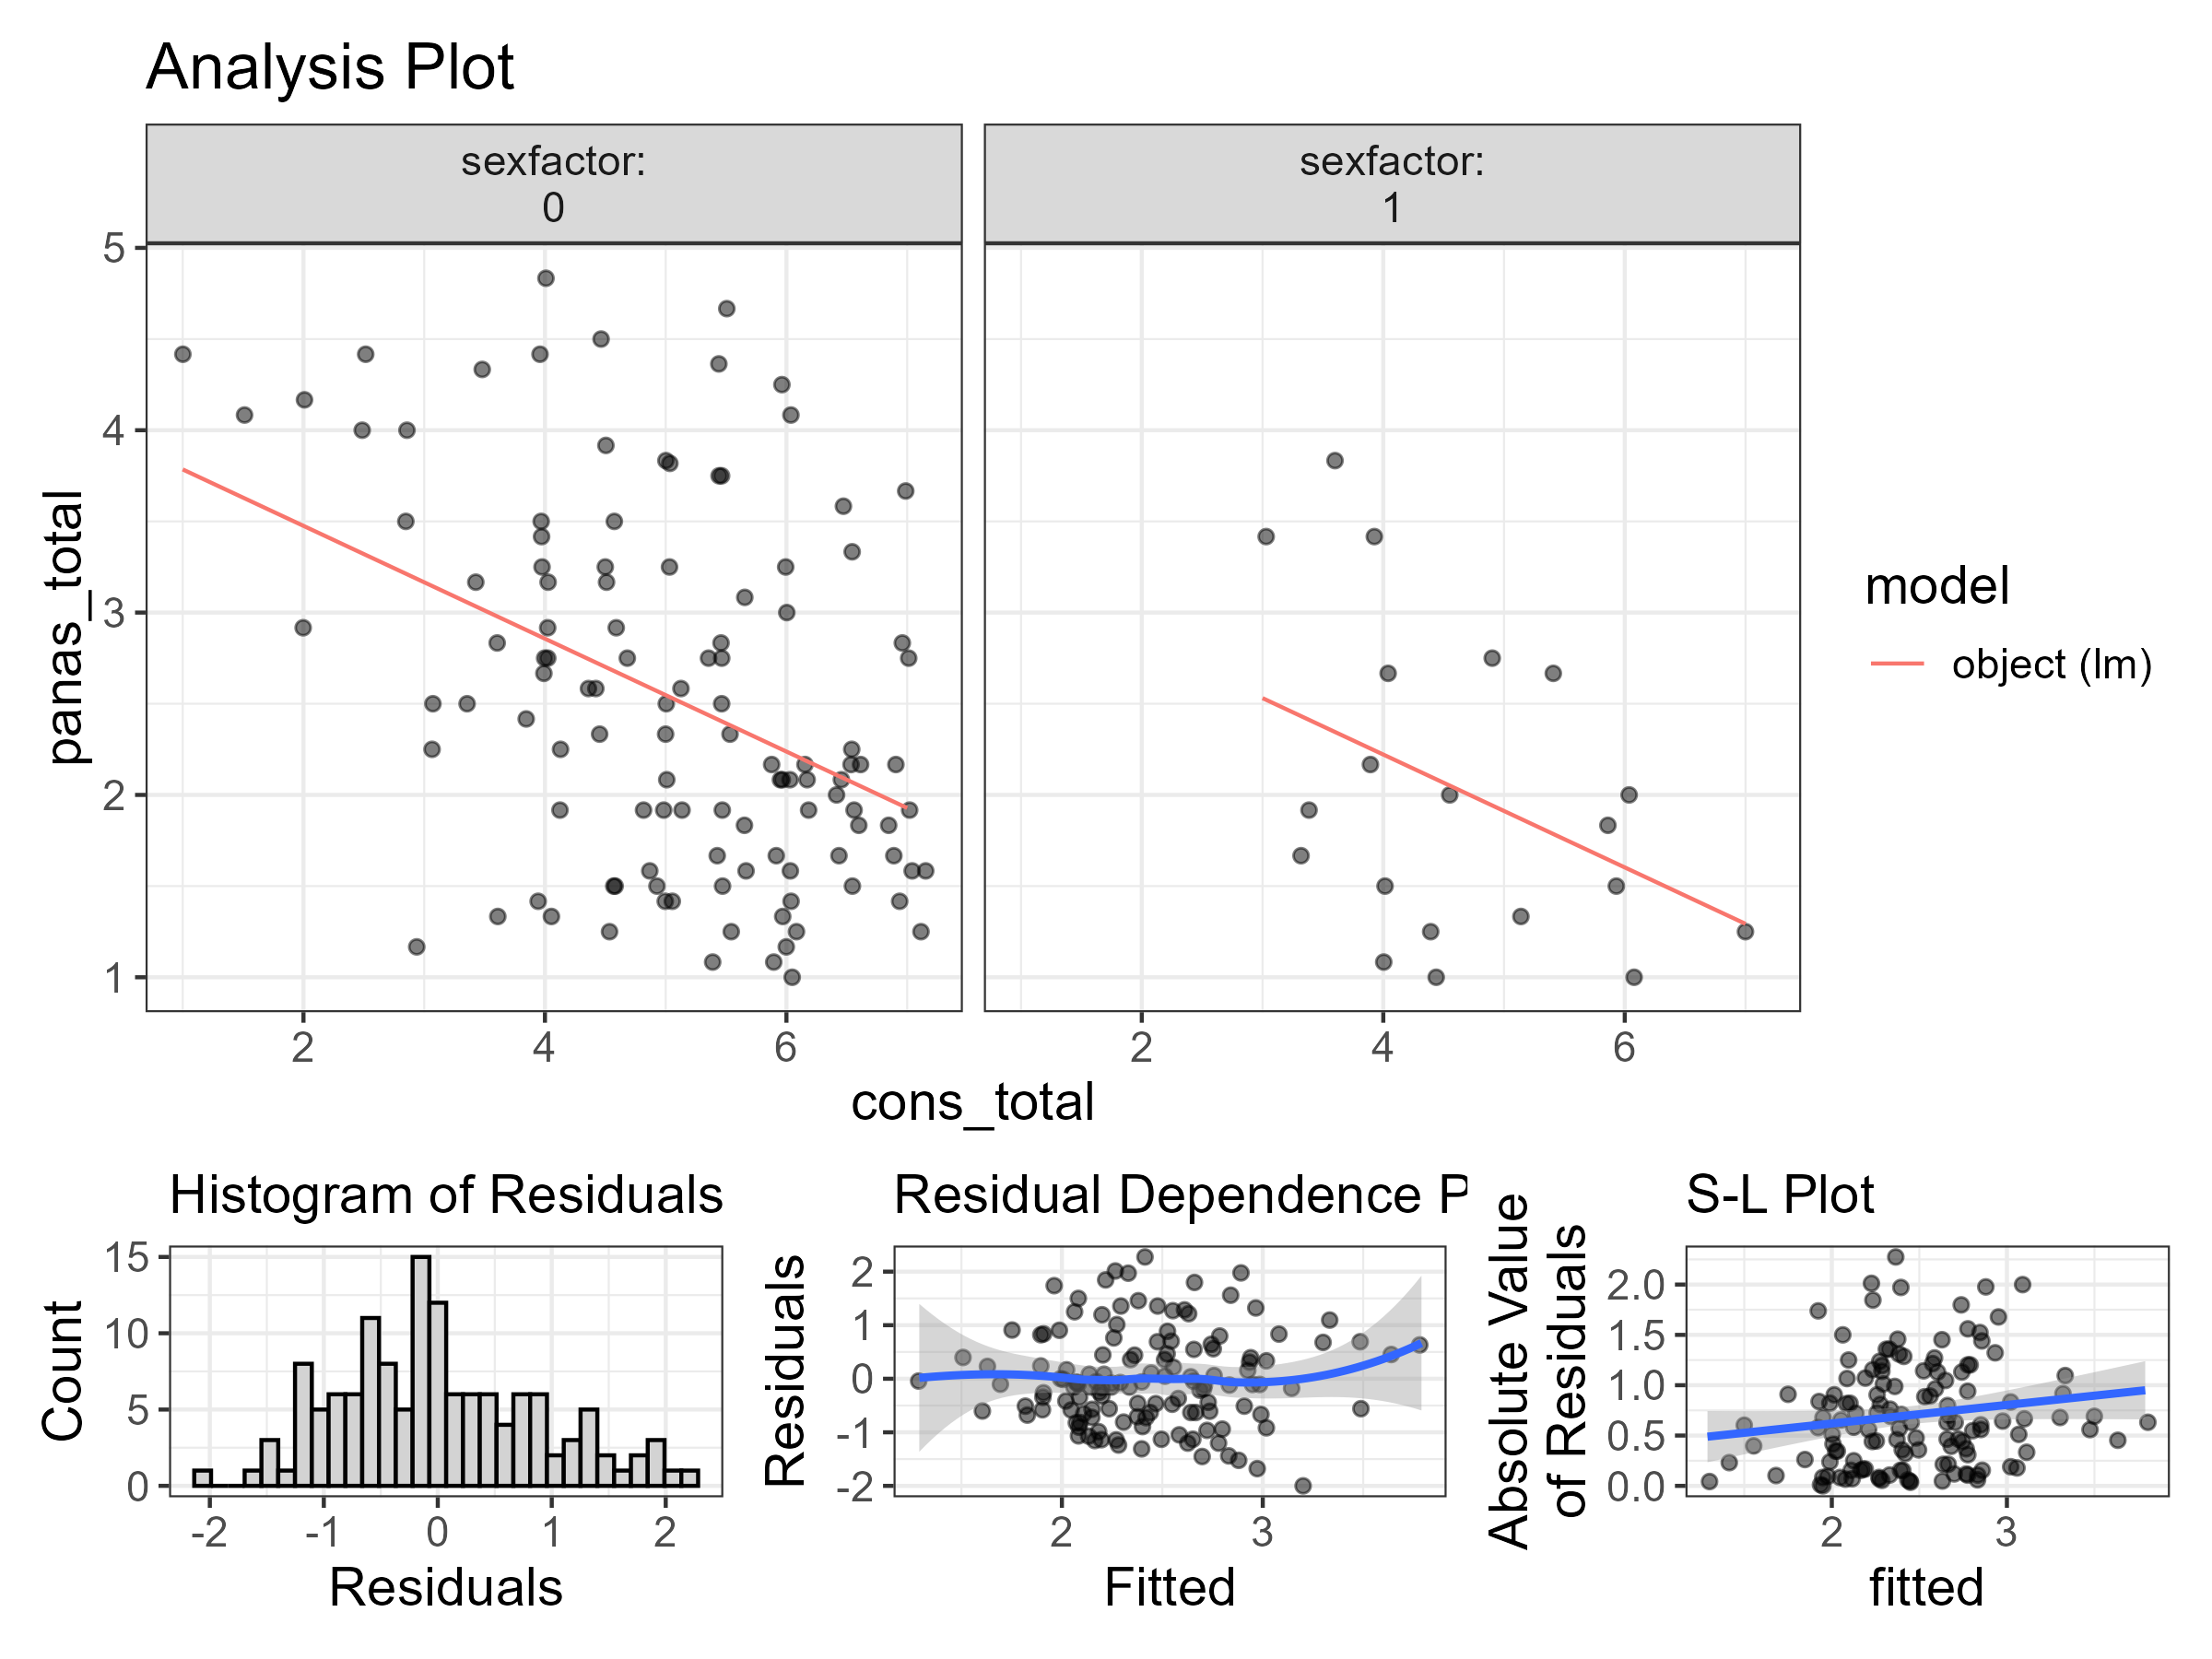 Analysis Plot
sexfactor:
0
sexfactor:
1
5
4
3
2
1
panas_total
2
4
6
2
4
6
cons_total
model
object (lm)
Histogram of Residuals
15
10
5
0
Count
-2
-1
0
1
2
Residuals
Residual Dependence P
2
1
0
-1
-2
Residuals
2
3
Fitted
S-L Plot
2.0
1.5
1.0
0.5
0.0
Absolute Value
of Residuals
2
3
fitted